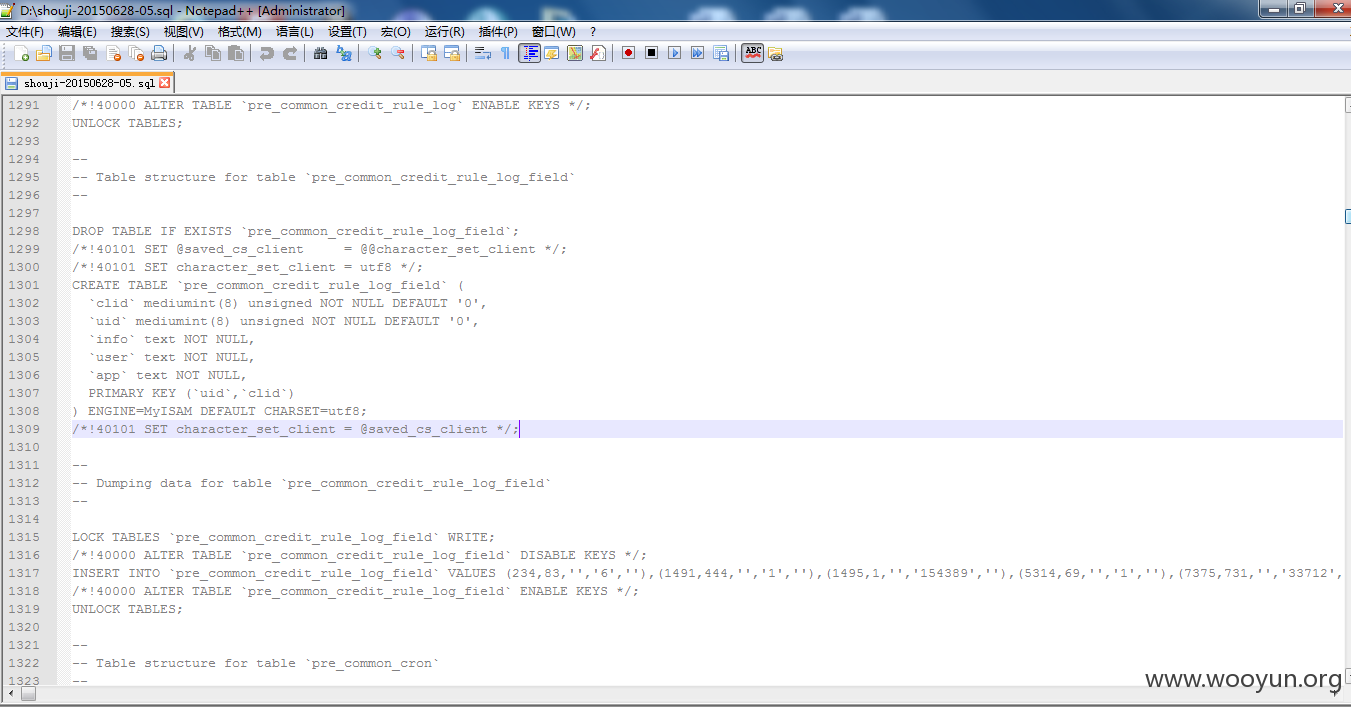 D:\shouji-20150628-05.sql - Notepad++ [Administrator]
文件(F) 编辑(E) 搜索(S) 视图(V) 格式(M) 语言(L) 设置(T) 宏(O) 运行(R) 插件(P) 窗口(W) ?
shouji-20150628-05.sql
1291 /*!40000 ALTER TABLE `pre_common_credit_rule_log` ENABLE KEYS */;
1292 UNLOCK TABLES;
1293
1294 --
1295 -- Table structure for table `pre_common_credit_rule_log_field`
1296 --
1297
1298 DROP TABLE IF EXISTS `pre_common_credit_rule_log_field`;
1299 /*!40101 SET @saved_cs_client     = @@character_set_client */;
1300 /*!40101 SET character_set_client = utf8 */;
1301 CREATE TABLE `pre_common_credit_rule_log_field` (
1302   `clid` mediumint(8) unsigned NOT NULL DEFAULT '0',
1303   `uid` mediumint(8) unsigned NOT NULL DEFAULT '0',
1304   `info` text NOT NULL,
1305   `user` text NOT NULL,
1306   `app` text NOT NULL,
1307   PRIMARY KEY (`uid`,`clid`)
1308 ) ENGINE=MyISAM DEFAULT CHARSET=utf8;
1309 /*!40101 SET character_set_client = @saved_cs_client */;
1310
1311 --
1312 -- Dumping data for table `pre_common_credit_rule_log_field`
1313 --
1314
1315 LOCK TABLES `pre_common_credit_rule_log_field` WRITE;
1316 /*!40000 ALTER TABLE `pre_common_credit_rule_log_field` DISABLE KEYS */;
1317 INSERT INTO `pre_common_credit_rule_log_field` VALUES (234,83,'','6',''),(1491,444,'','1',''),(1495,1,'','154389',''),(5314,69,'','1',''),(7375,731,'','33712',
1318 /*!40000 ALTER TABLE `pre_common_credit_rule_log_field` ENABLE KEYS */;
1319 UNLOCK TABLES;
1320
1321 --
1322 -- Table structure for table `pre_common_cron`
1323 --
www.wooyun.org